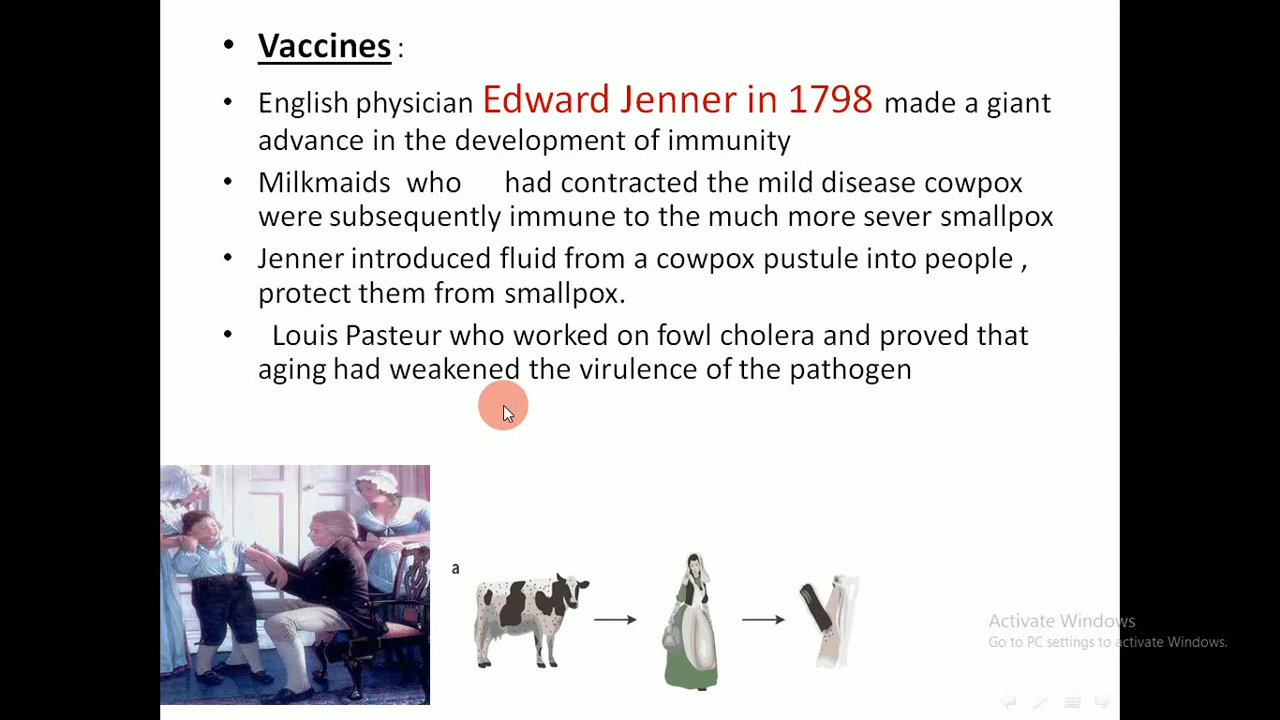 • Vaccines :
• English physician Edward Jenner in 1798 made a giant
advance in the development of immunity
• Milkmaids who had contracted the mild disease cowpox
were subsequently immune to the much more sever smallpox
• Jenner introduced fluid from a cowpox pustule into people ,
protect them from smallpox.
• Louis Pasteur who worked on fowl cholera and proved that
aging had weakened the virulence of the pathogen
a
Activate Windows
Go to PC settings to activate Windows.